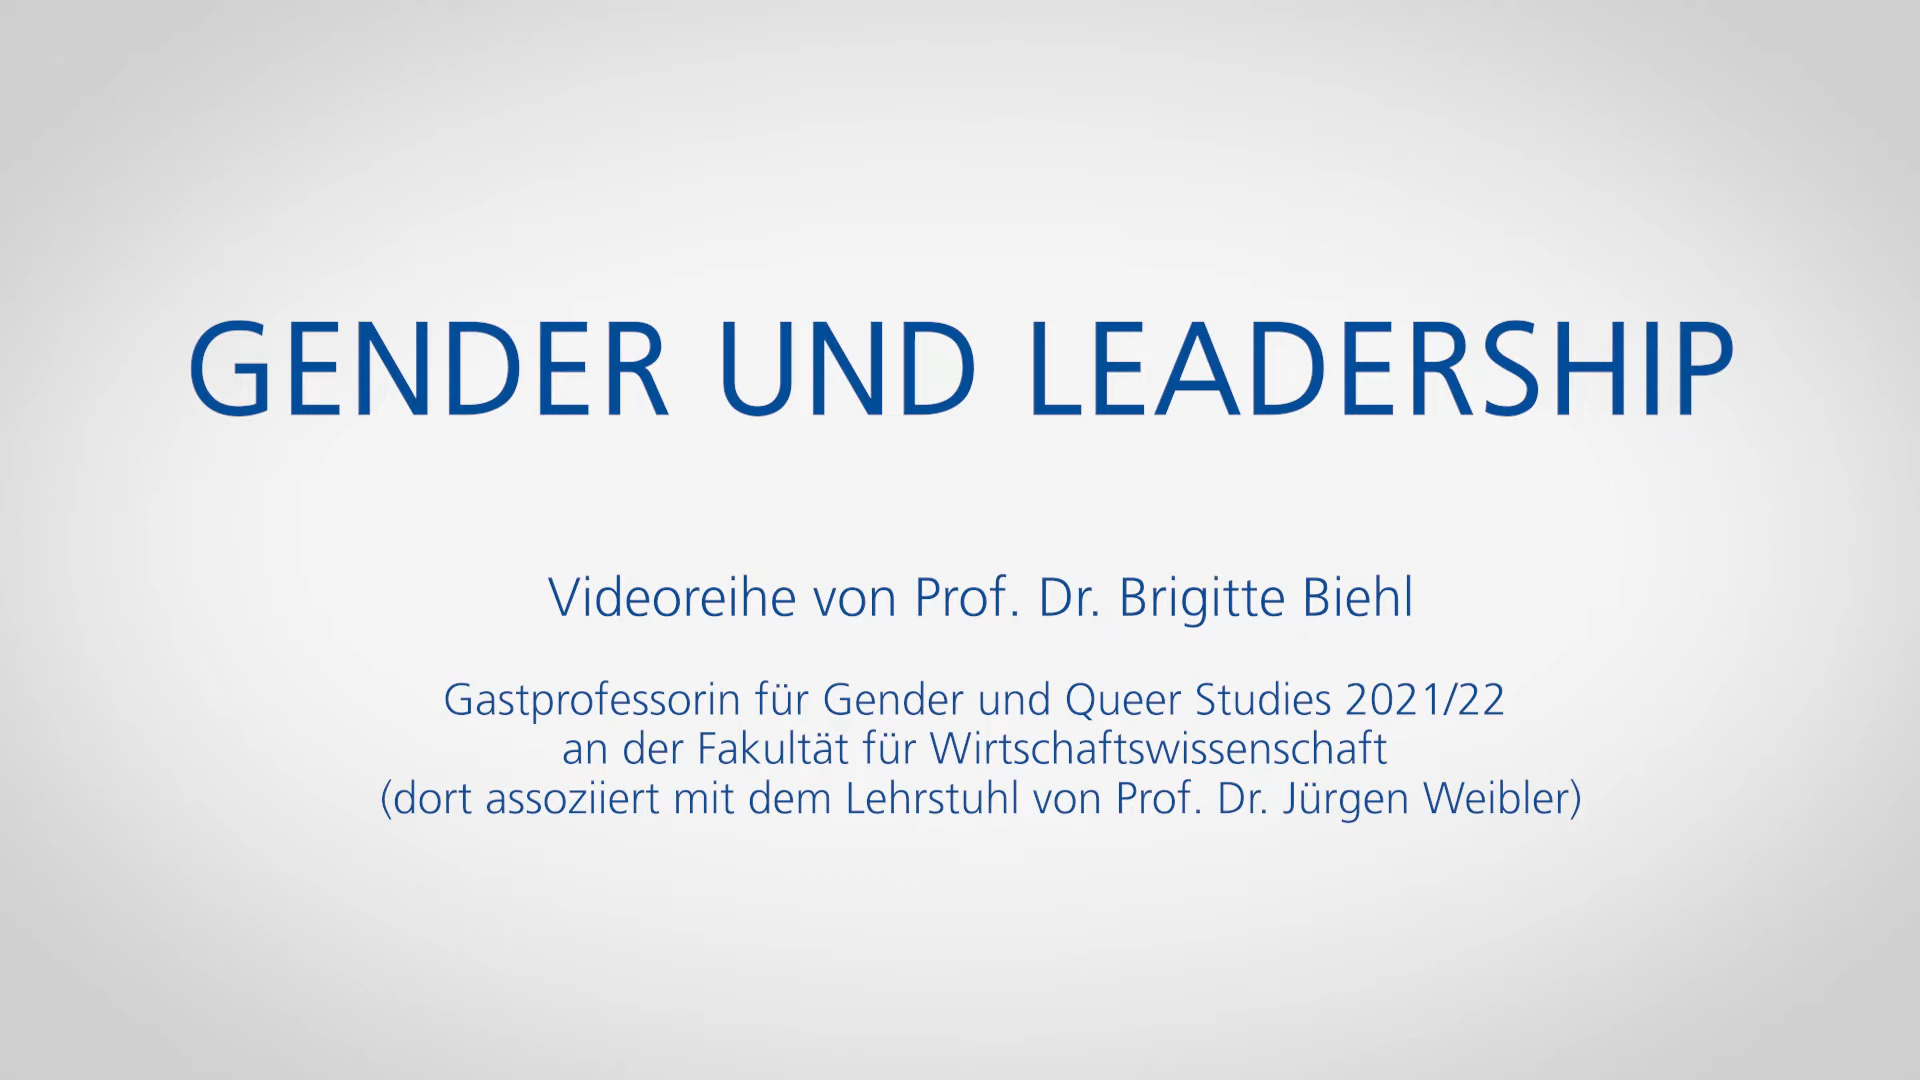 GENDER UND LEADERSHIP
Videoreihe von Prof. Dr. Brigitte Biehl
Gastprofessorin für Gender und Queer Studies 2021/22
an der Fakultät für Wirtschaftswissenschaft
(dort assoziiert mit dem Lehrstuhl von Prof. Dr. Jürgen Weibler)